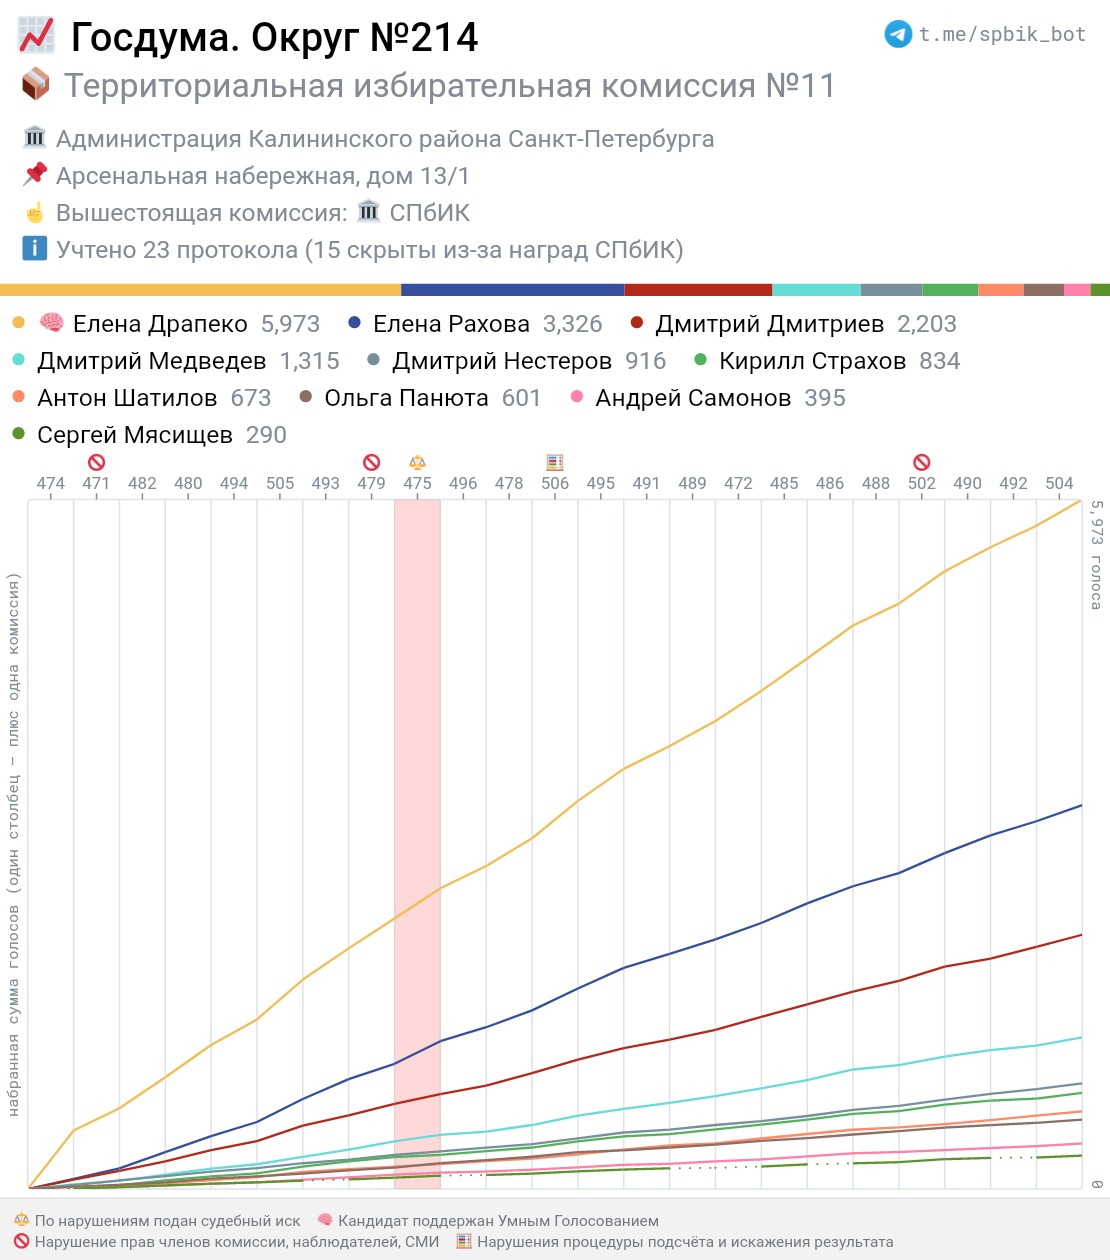 Госдума. Округ №214
t.me/spbik_bot
Территориальная избирательная комиссия №11
Администрация Калининского района Санкт-Петербурга
Арсенальная набережная, дом 13/1
Вышестоящая комиссия: СПбИК
Учтено 23 протокола (15 скрыты из-за наград СПбИК)
Елена Драпеко 5,973 Елена Рахова 3,326 Дмитрий Дмитриев 2,203
Дмитрий Медведев 1,315 Дмитрий Нестеров 916 Кирилл Страхов 834
Антон Шатилов 673 Ольга Панюта 601 Андрей Самонов 395
Сергей Мясищев 290
474 471 482 480 494 505 493 479 475 496 478 506 495 491 489 472 485 486 488 502 490 492 504
набранная сумма голосов (один столбец – плюс одна комиссия)
5,973 голоса
0
По нарушениям подан судебный иск Кандидат поддержан Умным Голосованием
Нарушение прав членов комиссии, наблюдателей, СМИ Нарушения процедуры подсчёта и искажения результата